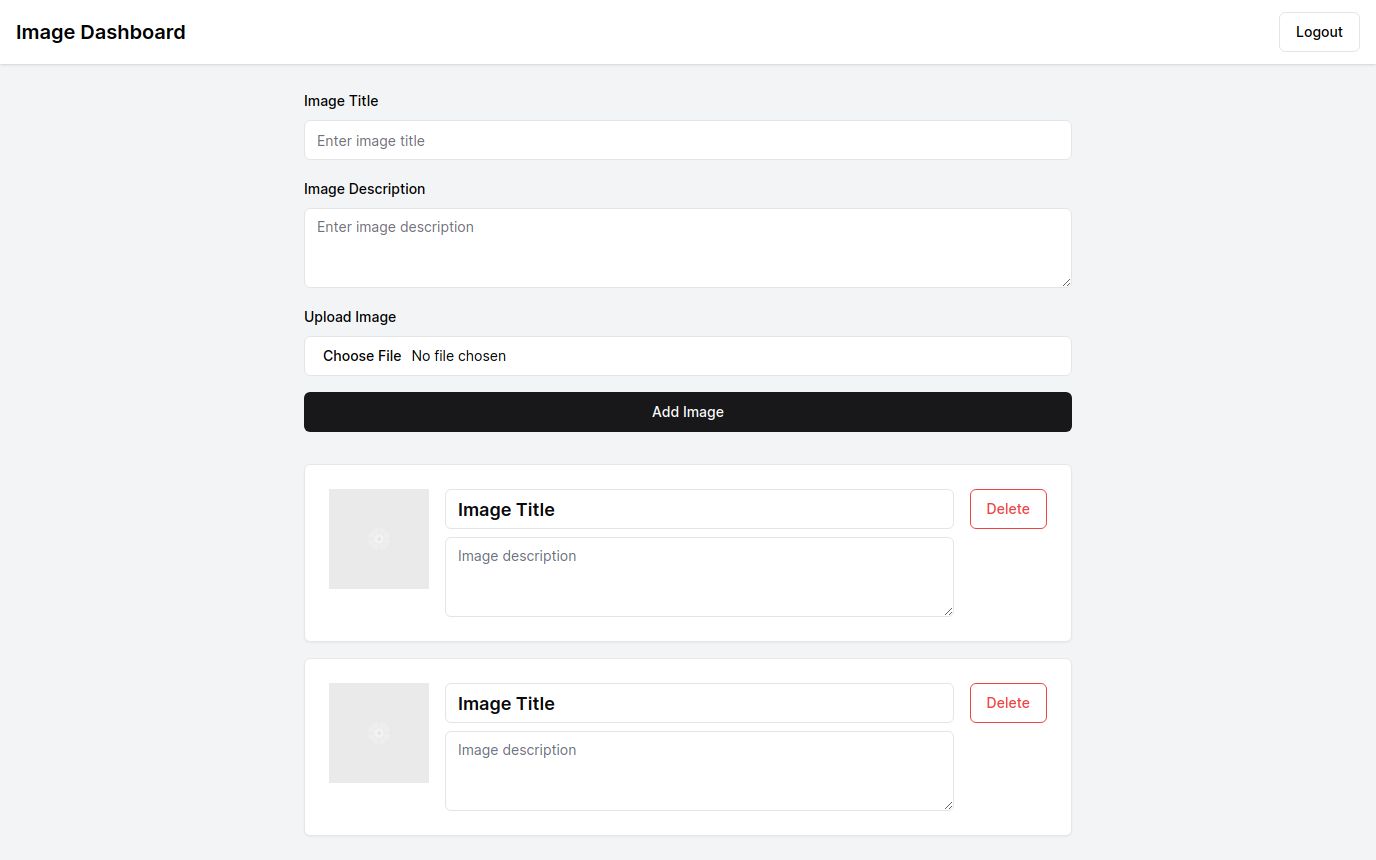 Image Dashboard
Logout
Image Title
Enter image title
Image Description
Enter image description
Upload Image
Choose File No file chosen
Add Image
Image Title
Delete
Image description
Image Title
Delete
Image description